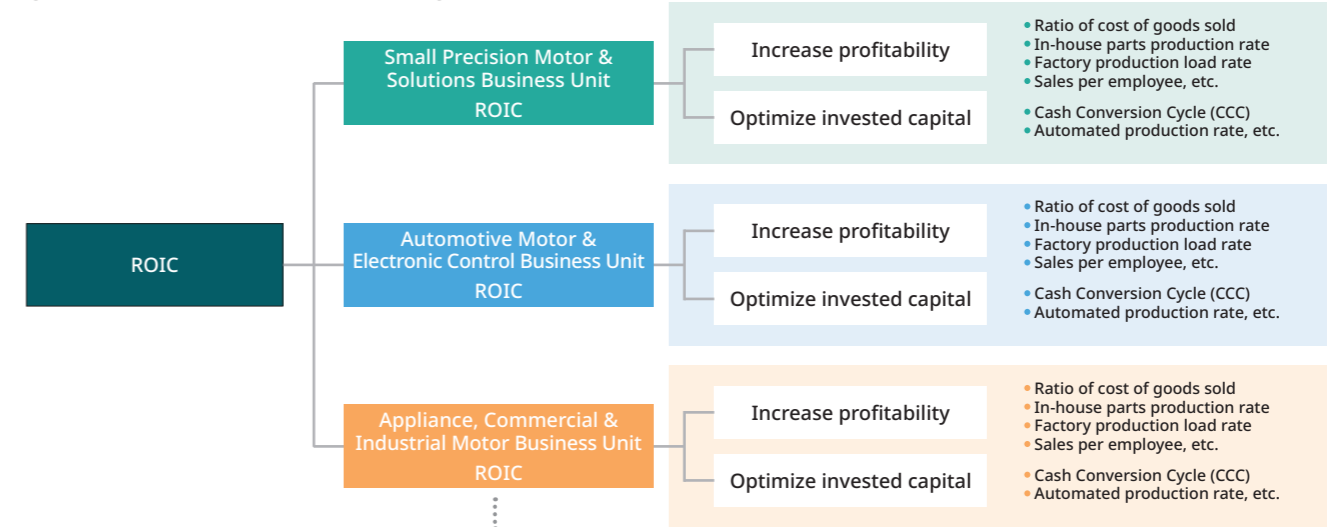 ROIC
Small Precision Motor &
Solutions Business Unit
ROIC
Increase profitability
• Ratio of cost of goods sold
• In-house parts production rate
• Factory production load rate
• Sales per employee, etc.
Optimize invested capital
• Cash Conversion Cycle (CCC)
• Automated production rate, etc.
Automotive Motor &
Electronic Control Business Unit
ROIC
Increase profitability
• Ratio of cost of goods sold
• In-house parts production rate
• Factory production load rate
• Sales per employee, etc.
Optimize invested capital
• Cash Conversion Cycle (CCC)
• Automated production rate, etc.
Appliance, Commercial &
Industrial Motor Business Unit
ROIC
Increase profitability
• Ratio of cost of goods sold
• In-house parts production rate
• Factory production load rate
• Sales per employee, etc.
Optimize invested capital
• Cash Conversion Cycle (CCC)
• Automated production rate, etc.